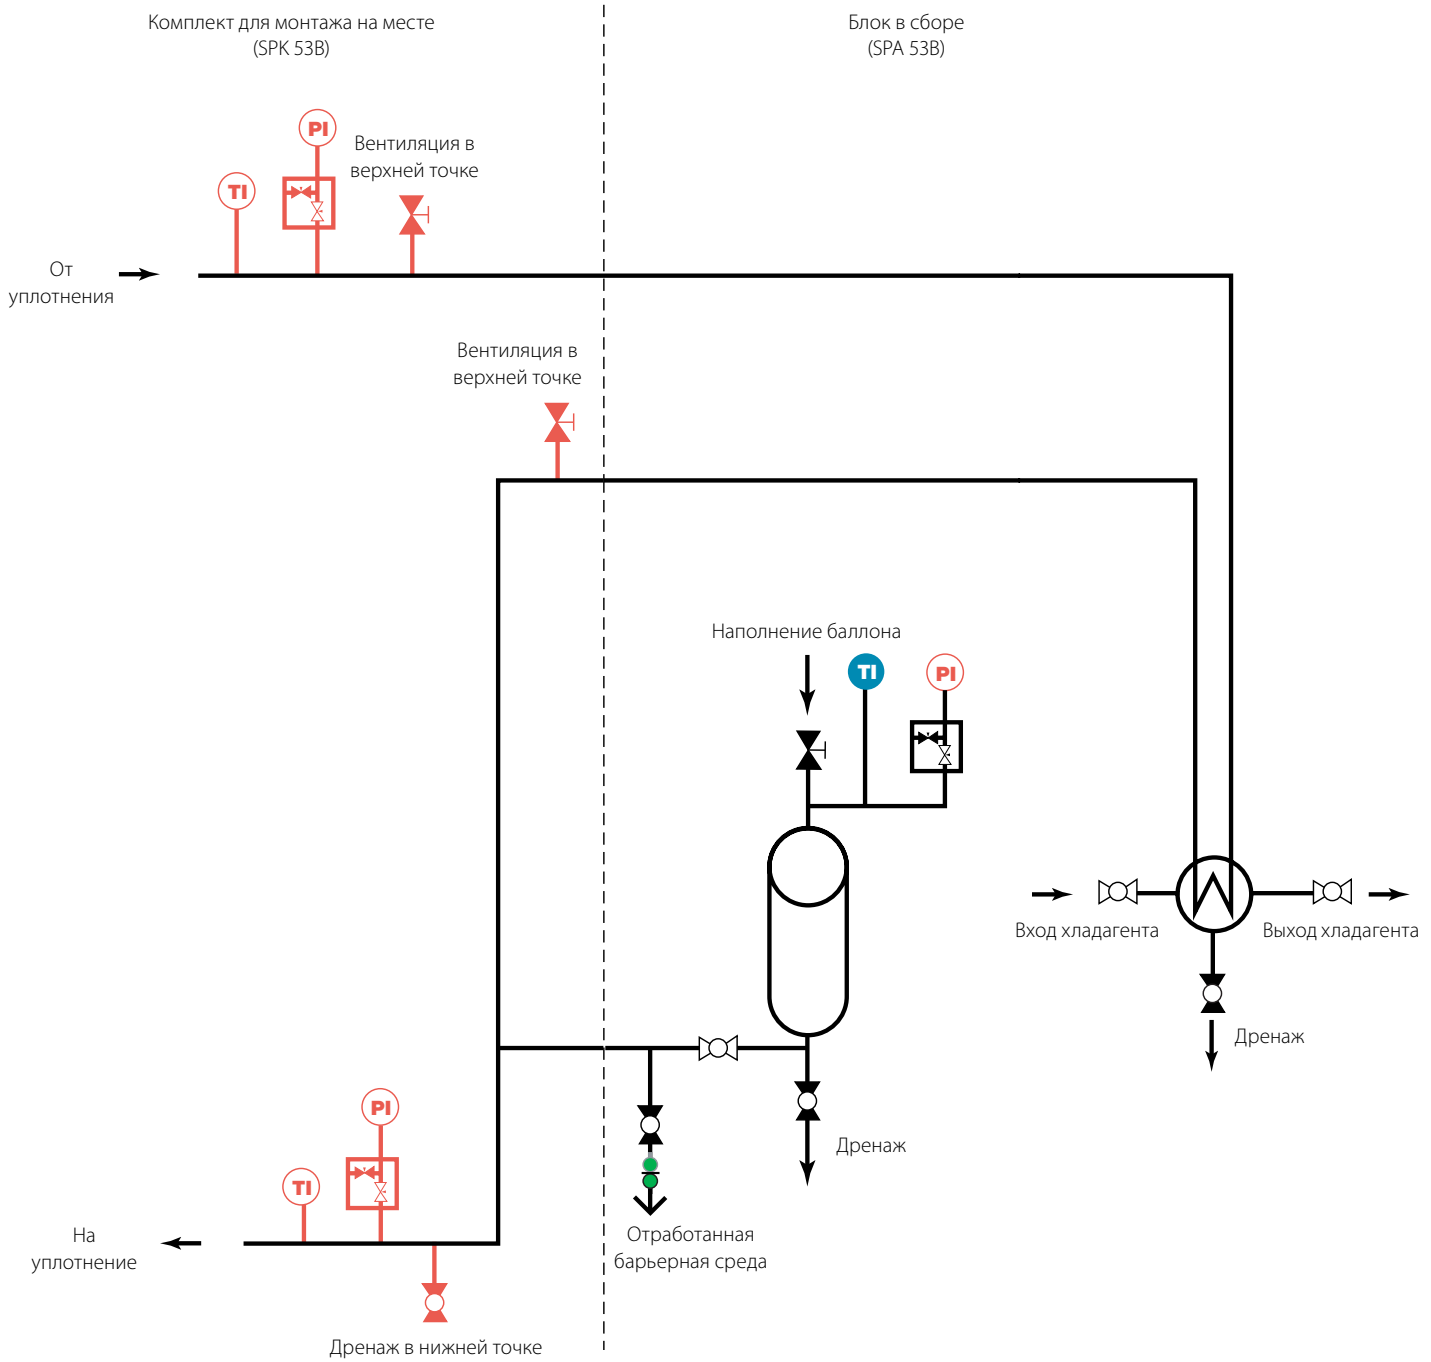 Комплект для монтажа на месте
(SPK 53B)
Блок в сборе
(SPA 53B)
PI
Вентиляция в
верхней точке
TI
От
уплотнения
Вентиляция в
верхней точке
Наполнение баллона
TI
PI
Вход хладагента
Выход хладагента
Дренаж
PI
Дренаж
TI
На
уплотнение
Отработанная
барьерная среда
Дренаж в нижней точке